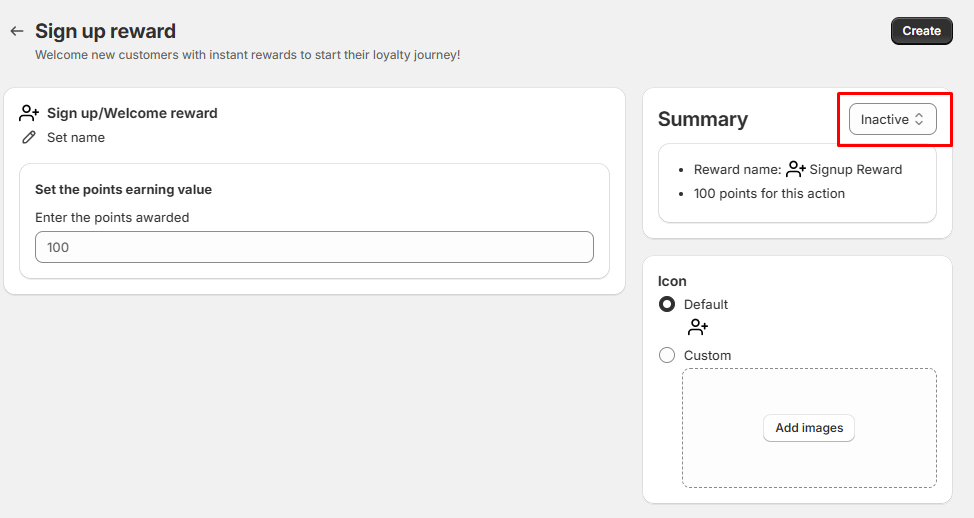 Sign up reward
Create
Welcome new customers with instant rewards to start their loyalty journey!
Sign up/Welcome reward
Set name
Set the points earning value
Enter the points awarded
100
Summary
Inactive
Reward name: Signup Reward
100 points for this action
Icon
Default
Custom
Add images